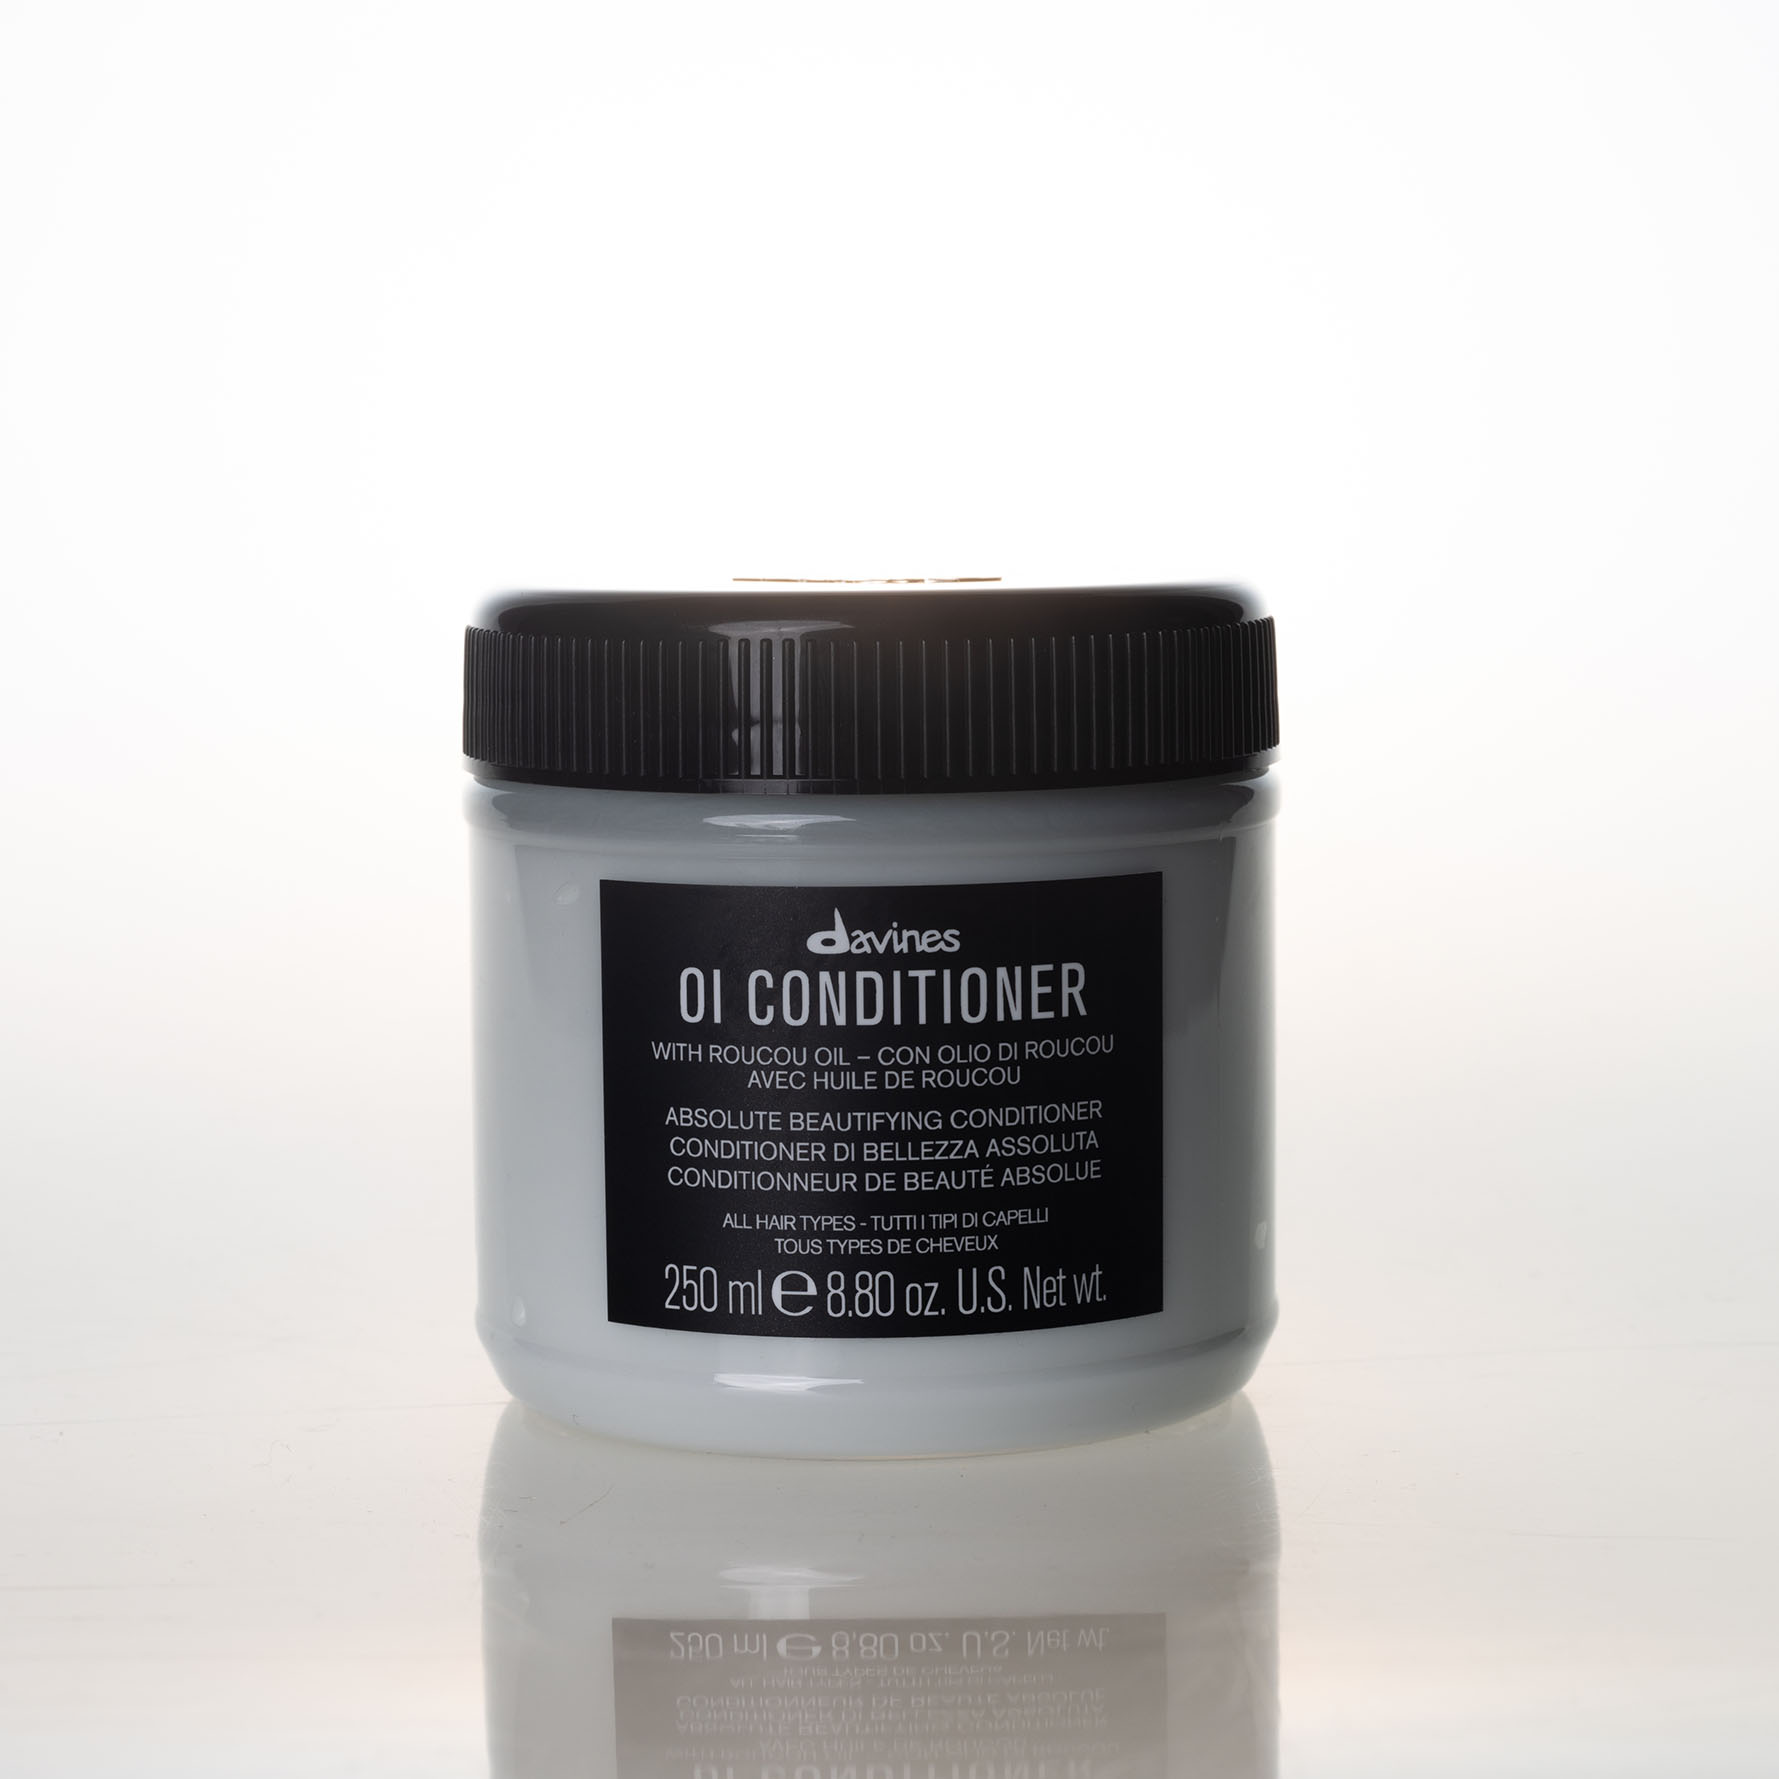 davines
OI CONDITIONER
WITH ROUCOU OIL – CON OLIO DI ROUCOU
AVEC HUILE DE ROUCOU
ABSOLUTE BEAUTIFYING CONDITIONER
CONDITIONER DI BELLEZZA ASSOLUTA
CONDITIONNEUR DE BEAUTÉ ABSOLUE
ALL HAIR TYPES - TUTTI I TIPI DI CAPELLI
TOUS TYPES DE CHEVEUX
250 ml e 8.80 oz. U.S. Net wt.